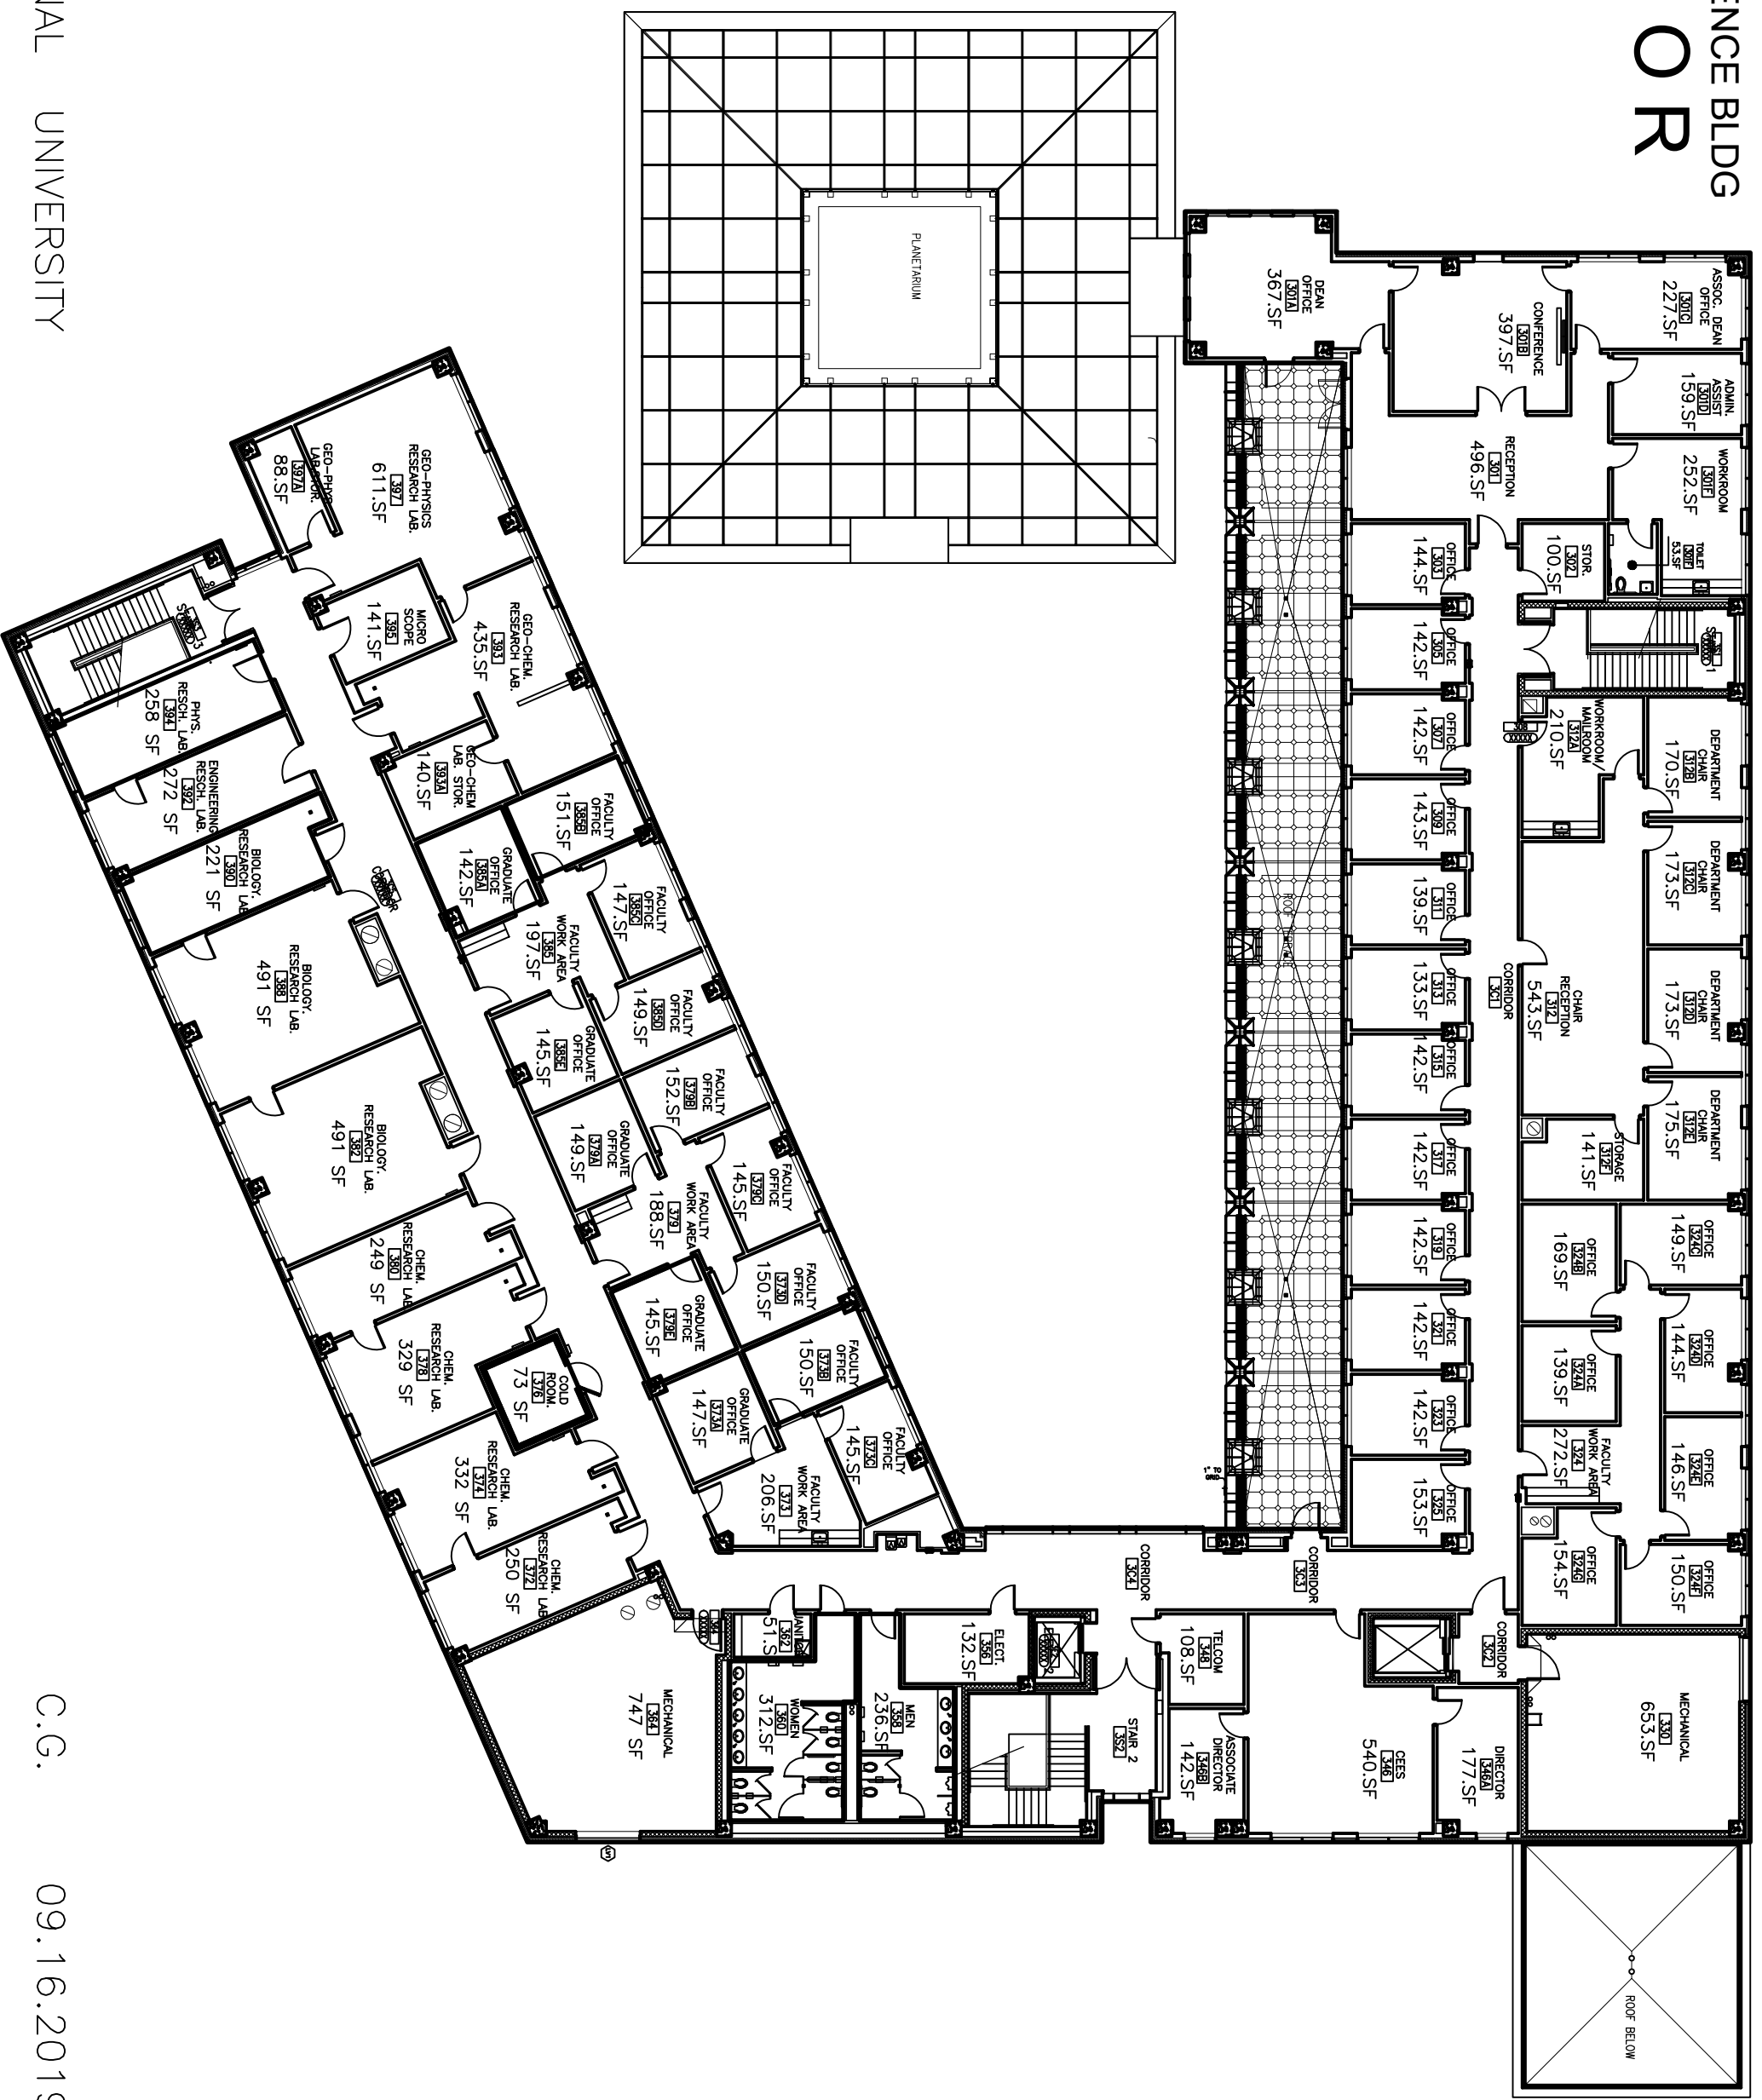 ENCE BLDG
O R
ASSOC. DEAN
OFFICE
301C
227.SF
ADMIN.
ASSIST
301D
159.SF
WORKROOM
301E
252.SF
TOILET
301F
53.SF
CONFERENCE
301B
397.SF
DEAN
OFFICE
301A
367.SF
RECEPTION
301
496.SF
STOR.
302
100.SF
PLANETARIUM
OFFICE
303
144.SF
OFFICE
305
142.SF
OFFICE
307
142.SF
OFFICE
309
143.SF
OFFICE
311
139.SF
OFFICE
313
133.SF
OFFICE
315
142.SF
OFFICE
317
142.SF
OFFICE
319
142.SF
OFFICE
321
142.SF
OFFICE
323
142.SF
OFFICE
325
153.SF
WORKROOM/
MAILROOM
312A
210.SF
DEPARTMENT
CHAIR
312B
170.SF
DEPARTMENT
CHAIR
312C
173.SF
DEPARTMENT
CHAIR
312D
173.SF
DEPARTMENT
CHAIR
312E
175.SF
CHAIR
RECEPTION
312
543.SF
STORAGE
312F
141.SF
CORRIDOR
3C1
OFFICE
324C
149.SF
OFFICE
324B
169.SF
OFFICE
324D
144.SF
OFFICE
324A
139.SF
OFFICE
324E
146.SF
FACULTY
WORK AREA
324
272.SF
OFFICE
324F
150.SF
OFFICE
324G
154.SF
1" TO
GRID
CORRIDOR
3C3
CORRIDOR
3C4
CORRIDOR
3C2
MECHANICAL
330
653.SF
DIRECTOR
346A
177.SF
CEES
346
540.SF
ASSOCIATE
DIRECTOR
346B
142.SF
TELCOM
348
108.SF
STAIR 2
3S2
ELECT.
356
132.SF
MEN
358
236.SF
WOMEN
360
312.SF
362
MECHANICAL
364
747 SF
ROOF BELOW
GEO-PHYSICS
RESEARCH LAB.
397
611.SF
GEO-PHY
LAB STOR.
397A
88.SF
MICRO
SCOPE
395
141.SF
GEO-CHEM.
RESEARCH LAB.
393
435.SF
GEO-CHEM
LAB. STOR.
393A
140.SF
FACULTY
OFFICE
385B
151.SF
GRADUATE
OFFICE
385A
142.SF
FACULTY
OFFICE
385C
147.SF
FACULTY
WORK AREA
385
197.SF
FACULTY
OFFICE
385D
149.SF
GRADUATE
OFFICE
385E
145.SF
FACULTY
OFFICE
379B
152.SF
GRADUATE
OFFICE
379A
149.SF
FACULTY
OFFICE
379C
145.SF
FACULTY
WORK AREA
379
188.SF
FACULTY
OFFICE
373D
150.SF
GRADUATE
OFFICE
379E
145.SF
FACULTY
OFFICE
373B
150.SF
GRADUATE
OFFICE
373A
147.SF
FACULTY
OFFICE
373C
145.SF
FACULTY
WORK AREA
373
206.SF
PHYS.
RESCH. LAB.
394
258 SF
ENGINEERING
RESCH. LAB.
392
272 SF
BIOLOGY.
RESEARCH LAB
390
221 SF
BIOLOGY.
RESEARCH LAB.
388
491 SF
BIOLOGY.
RESEARCH LAB.
382
491 SF
CHEM.
RESEARCH LAB
380
249 SF
CHEM.
RESEARCH LAB.
378
329 SF
COLD
ROOM.
376
73 SF
CHEM.
RESEARCH LAB.
374
332 SF
CHEM.
RESEARCH LAB
372
250 SF
NAL UNIVERSITY
C.G.
09.16.2019